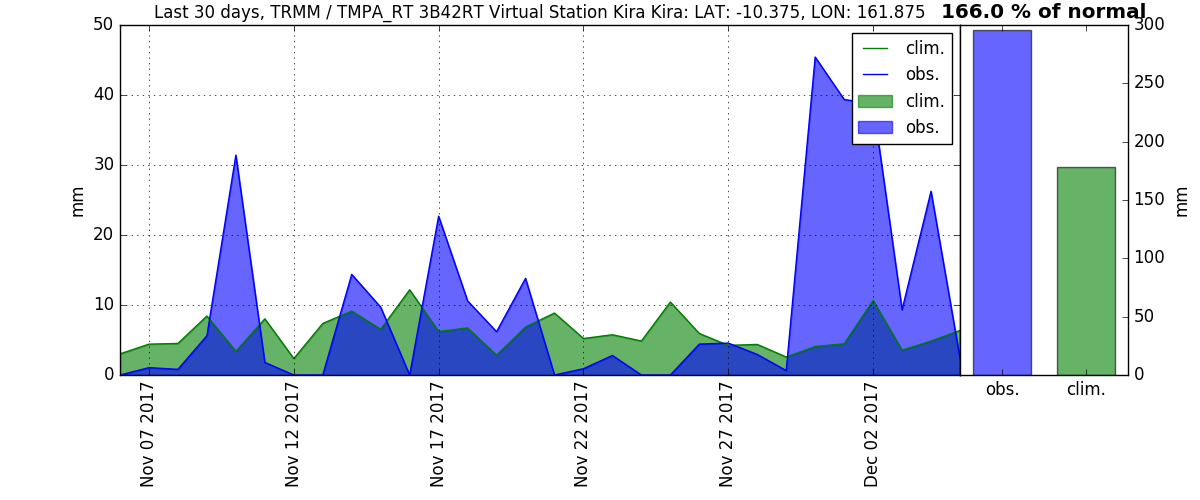 Last 30 days, TRMM / TMPA_RT 3B42RT Virtual Station Kira Kira: LAT: -10.375, LON: 161.875 166.0 % of normal
50
40
30
20
10
0
mm
clim.
obs.
clim.
obs.
300
250
200
150
100
50
0
mm
Nov 07 2017
Nov 12 2017
Nov 17 2017
Nov 22 2017
Nov 27 2017
Dec 02 2017
obs.
clim.